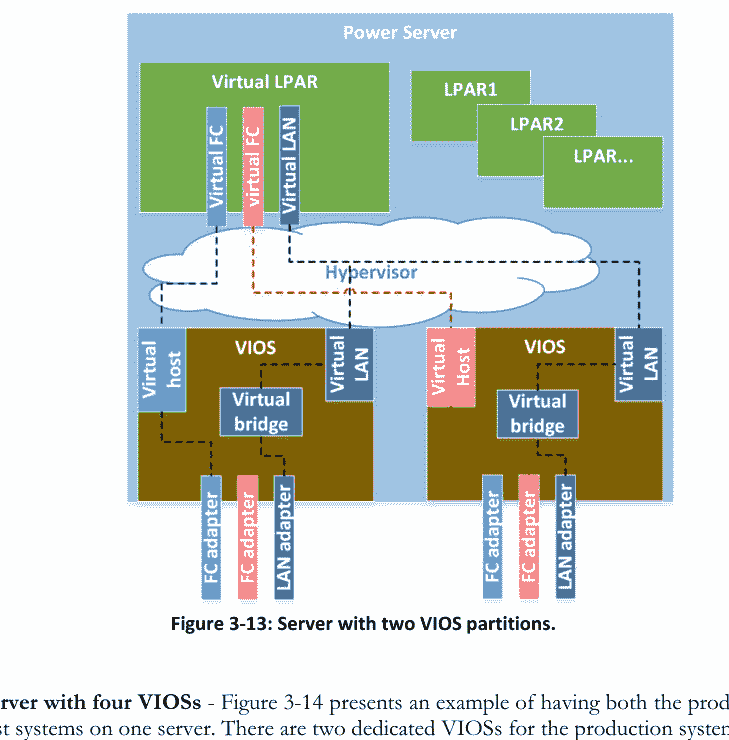 Power Server
Virtual LPAR
LPAR1
LPAR2
LPAR...
Virtual FC
virtual FC
Virtual LAN
Hypervisor
Virtual
host
VIOS
Virtual
LAN
Virtual
bridge
FC adapter
FC adapter
LAN adapter
Virtual
Host
VIOS
Virtual
LAN
Virtual
bridge
FC adapter
FC adapter
LAN adapter
Figure 3-13: Server with two VIOS partitions.
rver with four VIOSs - Figure 3-14 presents an example of having both the prod
st systems on one server. There are two dedicated VIOSs for the production system